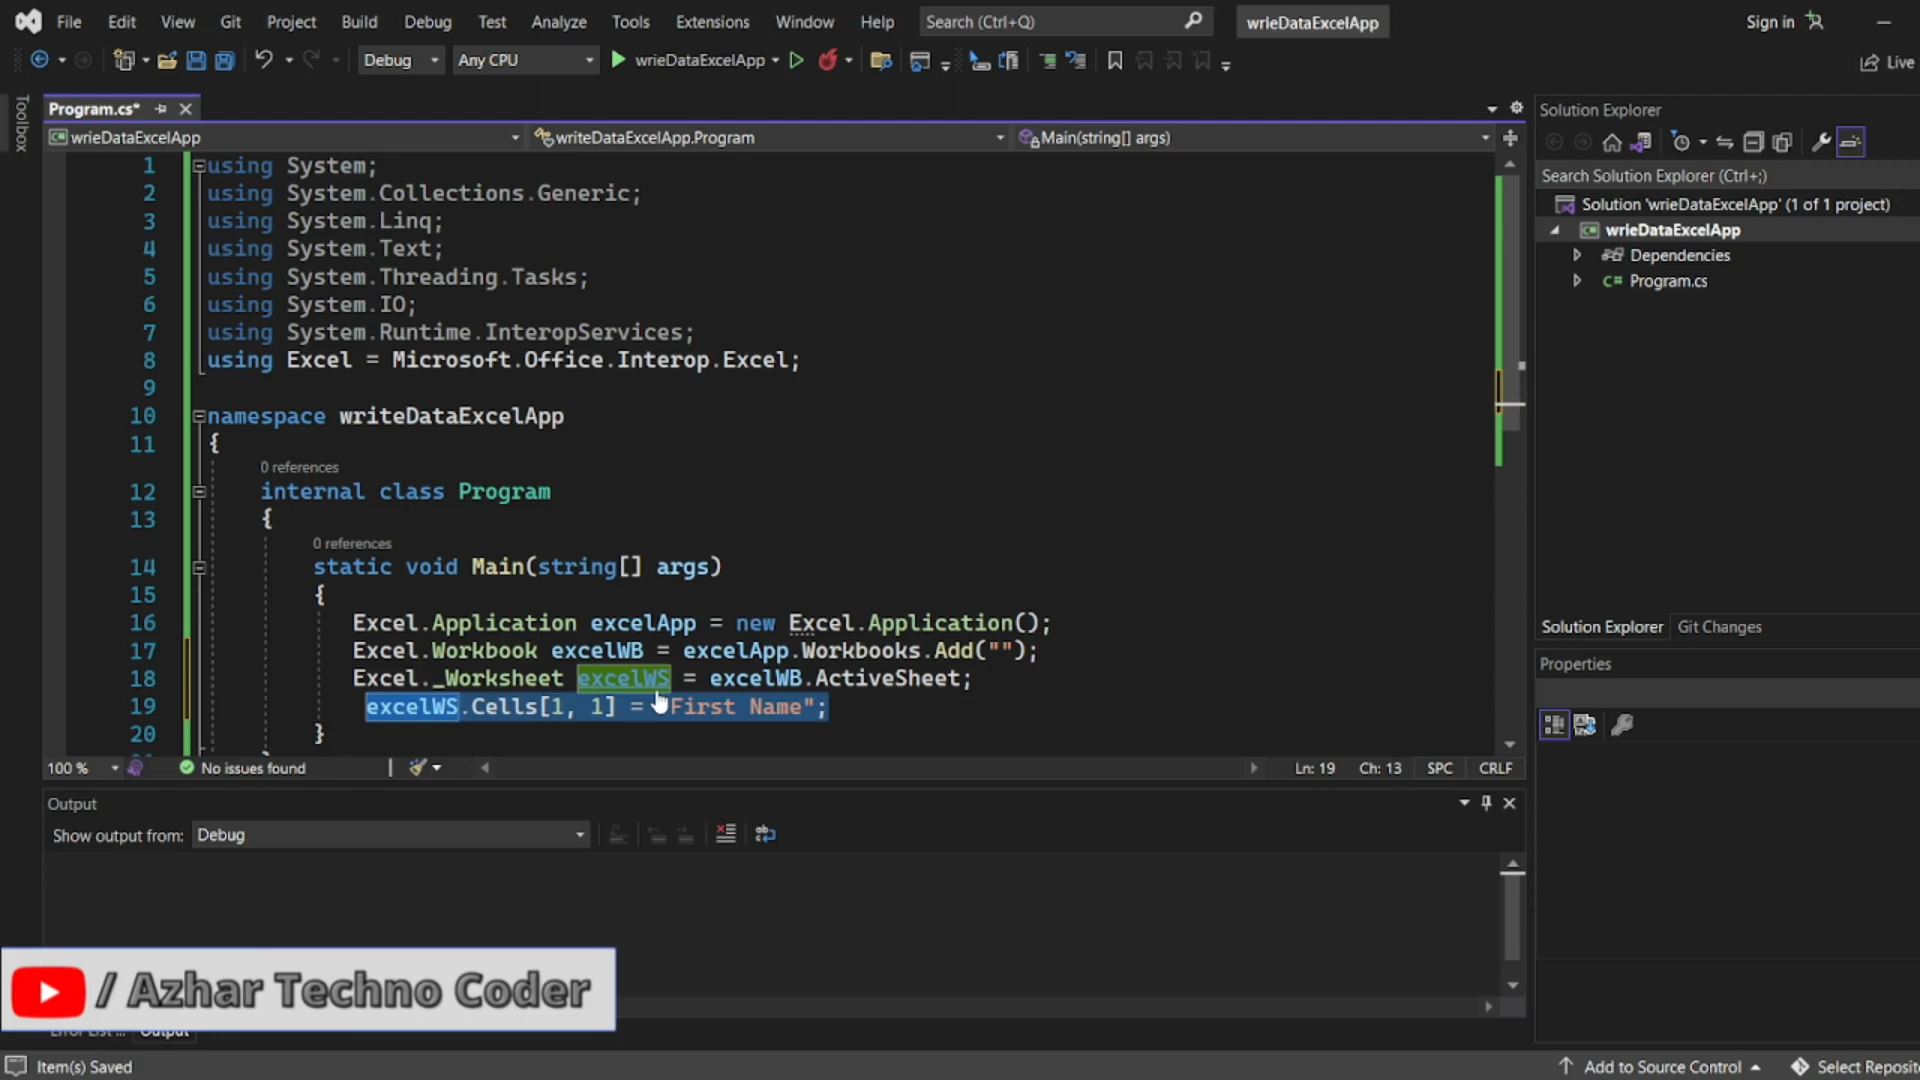 File Edit View Git Project Build Debug Test Analyze Tools Extensions Window Help Search (Ctrl+Q) wrieDataExcelApp Sign in
Debug Any CPU wrieDataExcelApp Live
Toolbox
Program.cs*
wrieDataExcelApp writeDataExcelApp.Program Main(string[] args)
1 using System;
2 using System.Collections.Generic;
3 using System.Linq;
4 using System.Text;
5 using System.Threading.Tasks;
6 using System.IO;
7 using System.Runtime.InteropServices;
8 using Excel = Microsoft.Office.Interop.Excel;
9
10 namespace writeDataExcelApp
11 {
0 references
12 internal class Program
13 {
0 references
14 static void Main(string[] args)
15 {
16 Excel.Application excelApp = new Excel.Application();
17 Excel.Workbook excelWB = excelApp.Workbooks.Add("");
18 Excel._Worksheet excelWS = excelWB.ActiveSheet;
19 excelWS.Cells[1, 1] = "First Name";
20 }
100 % No issues found Ln: 19 Ch: 13 SPC CRLF
Output
Show output from: Debug
/ Azhar Techno Coder
Error List ... Output
Item(s) Saved Add to Source Control Select Reposit
Solution Explorer
Search Solution Explorer (Ctrl+;)
Solution 'wrieDataExcelApp' (1 of 1 project)
wrieDataExcelApp
Dependencies
C# Program.cs
Solution Explorer Git Changes
Properties